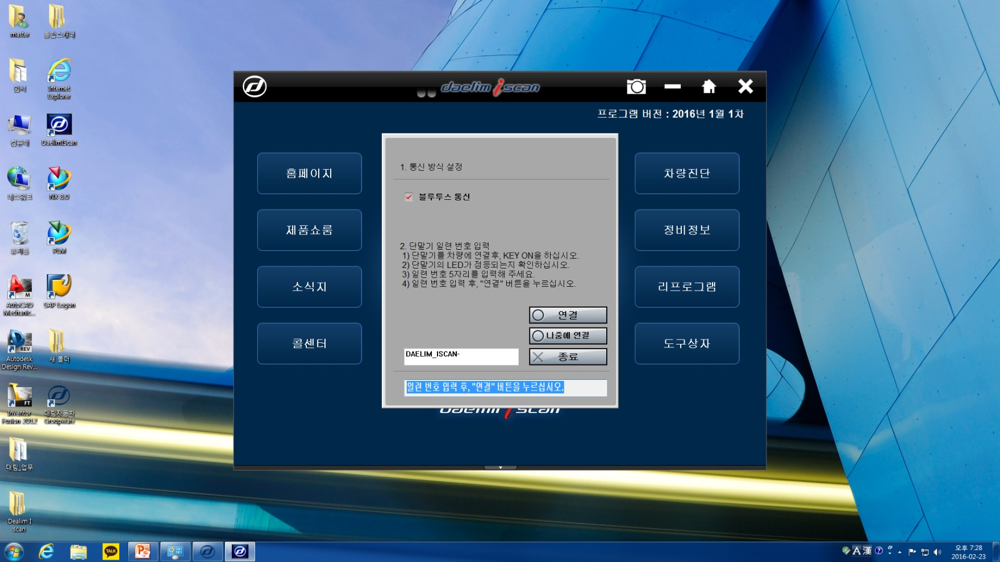 master
통합스캐너
임시
Internet
Explorer
컴퓨터
DaelimIScan
네트워크
NX 8.0
휴지통
PLM
AutoCAD
Mechanic...
SAP Logon
Autodesk
Design Rev...
새 폴더
Inventor
Fusion 2012
대림자동차
Groupware
대림_업무
Dealim I
scan
daelim iscan
프로그램 버전 : 2016년 1월 1차
홈페이지
제품쇼룸
소식지
콜센터
1. 통신 방식 설정
블루투스 통신
2. 단말기 일련 번호 입력
1) 단말기를 차량에 연결후, KEY ON을 하십시오.
2) 단말기의 LED가 점등되는지 확인하십시오.
3) 일련 번호 5자리를 입력해 주세요.
4) 일련 번호 입력 후, "연결" 버튼을 누르십시오.
연결
나중에 연결
DAELIM_ISCAN-
종료
일련 번호 입력 후, "연결" 버튼을 누르십시오.
daelim iscan
차량진단
정비정보
리프로그램
도구상자
TALK
A 漢
오후 7:28
2016-02-23